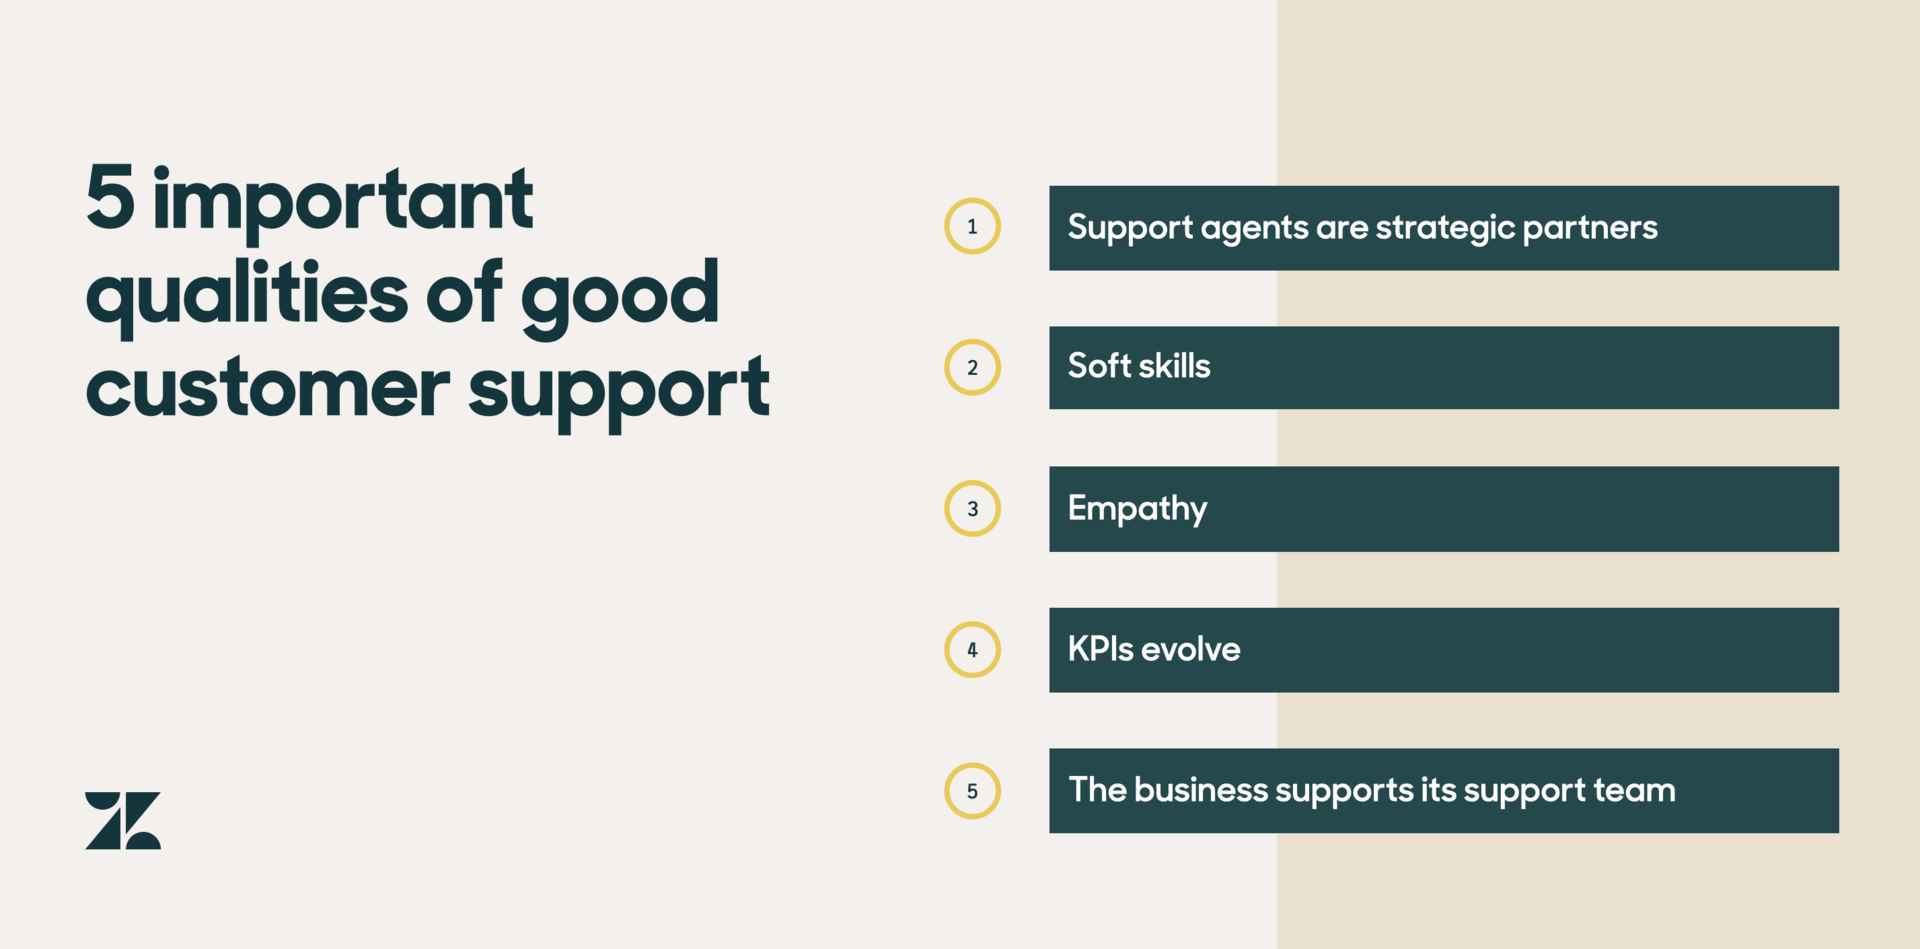 5 important
qualities of good
customer support
1
Support agents are strategic partners
2
Soft skills
3
Empathy
4
KPIs evolve
5
The business supports its support team